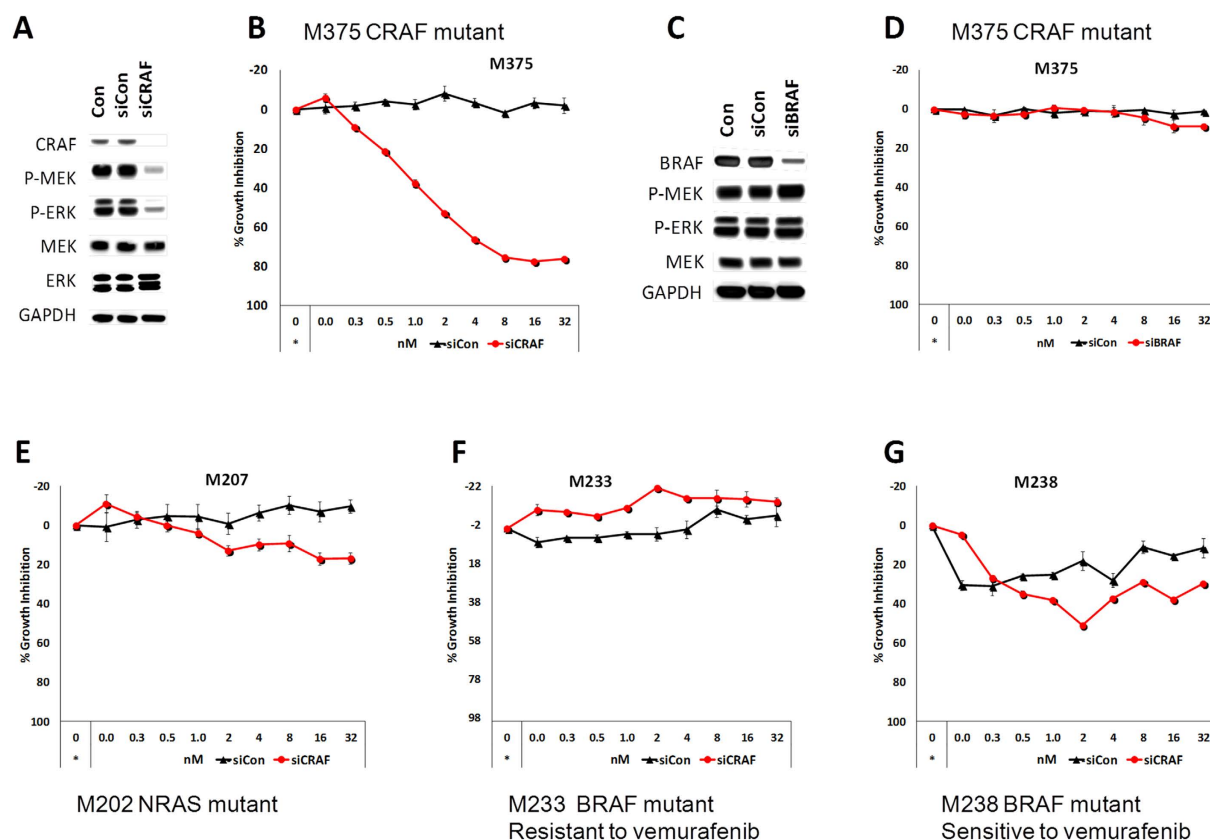 A
Con
siCon
siCRAF
CRAF
P-MEK
P-ERK
MEK
ERK
GAPDH
B
M375 CRAF mutant
M375
% Growth Inhibition
-20
0
20
40
60
80
100
0 0.0 0.3 0.5 1.0 2 4 8 16 32
* nM siCon siCRAF
C
Con
siCon
siBRAF
BRAF
P-MEK
P-ERK
MEK
GAPDH
D
M375 CRAF mutant
M375
% Growth Inhibition
-20
0
20
40
60
80
100
0 0.0 0.3 0.5 1.0 2 4 8 16 32
* nM siCon siBRAF
E
M207
% Growth Inhibition
-20
0
20
40
60
80
100
0 0.0 0.3 0.5 1.0 2 4 8 16 32
* nM siCon siCRAF
M202 NRAS mutant
F
M233
% Growth Inhibition
-22
-2
18
38
58
78
98
0 0.0 0.3 0.5 1.0 2 4 8 16 32
* nM siCon siCRAF
M233 BRAF mutant
Resistant to vemurafenib
G
M238
% Growth Inhibition
-20
0
20
40
60
80
100
0 0.0 0.3 0.5 1.0 2 4 8 16 32
* nM siCon siCRAF
M238 BRAF mutant
Sensitive to vemurafenib